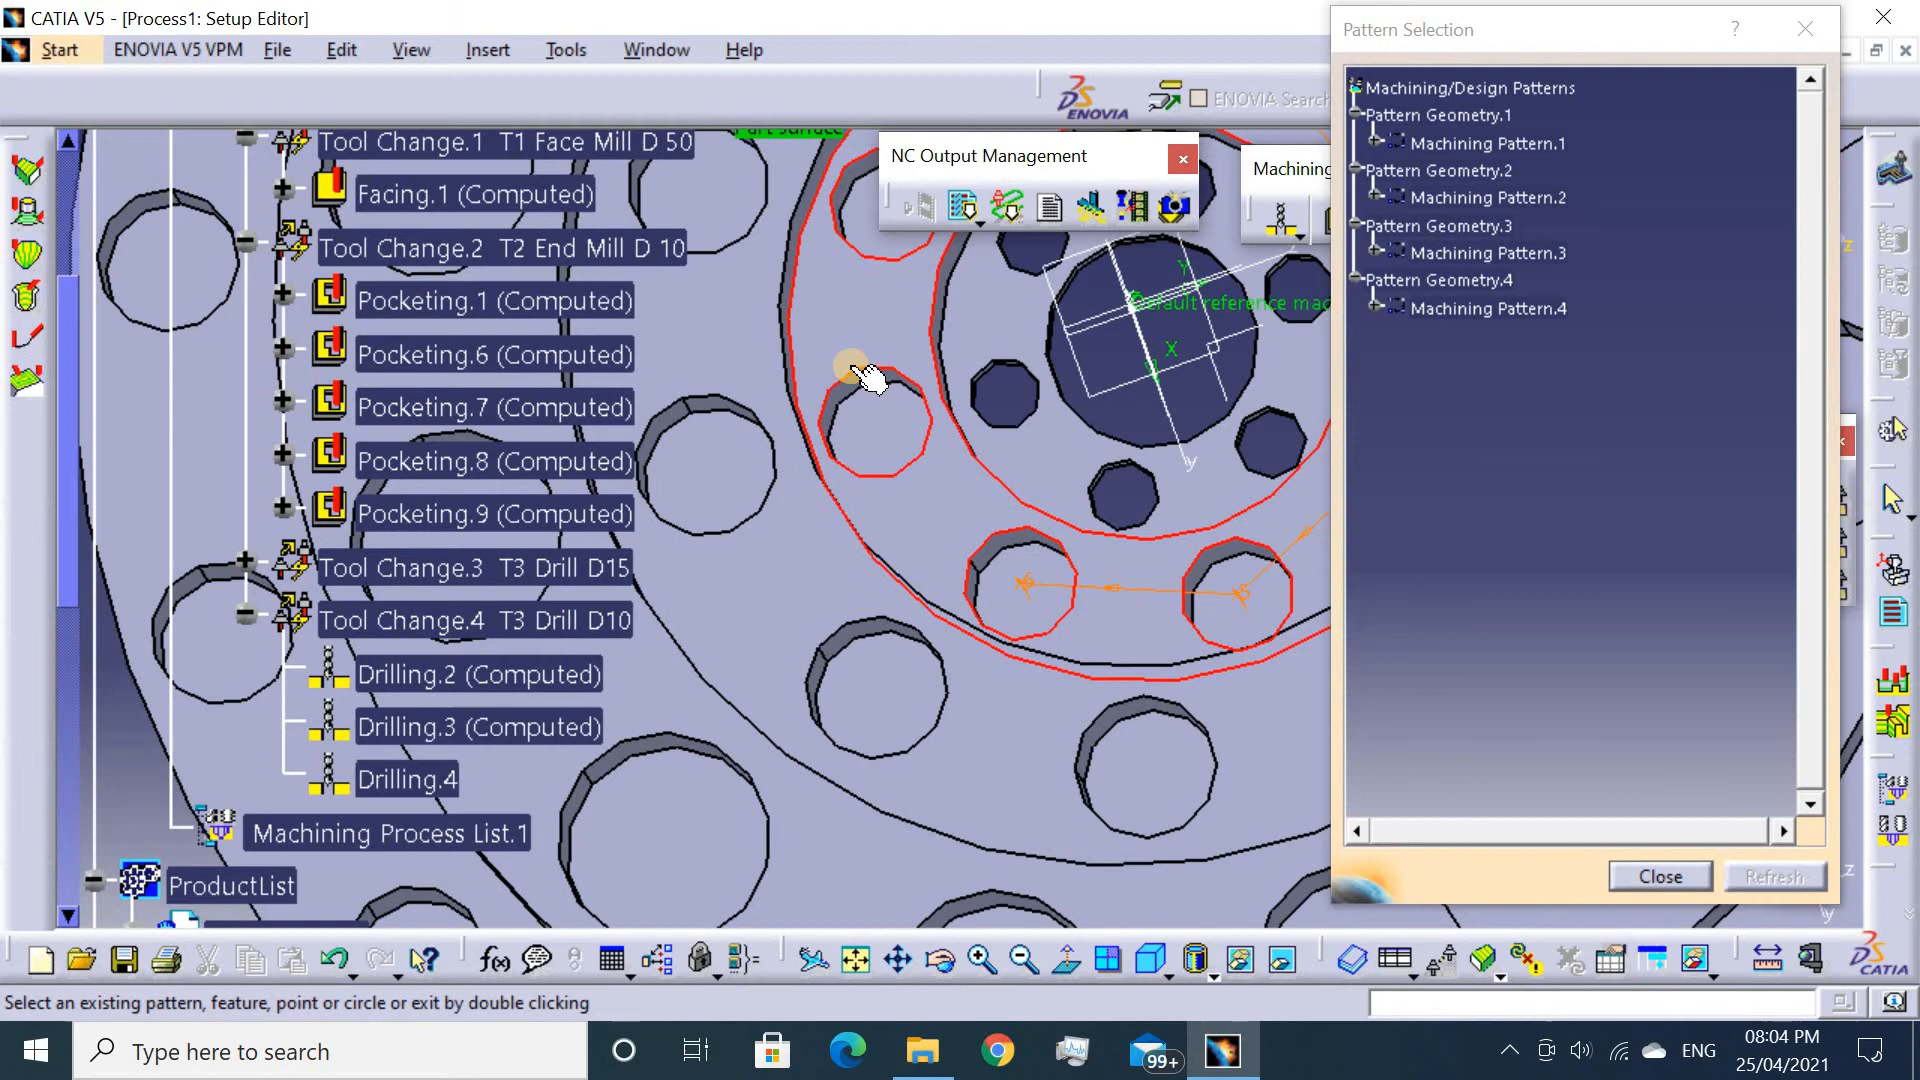 CATIA V5 - [Process1: Setup Editor]
Start ENOVIA V5 VPM File Edit View Insert Tools Window Help
DS ENOVIA ENOVIA Search
Part surface
NC Output Management
Machining
Default reference mac
Y
X
y
z
z
y
Tool Change.1 T1 Face Mill D 50
Facing.1 (Computed)
Tool Change.2 T2 End Mill D 10
Pocketing.1 (Computed)
Pocketing.6 (Computed)
Pocketing.7 (Computed)
Pocketing.8 (Computed)
Pocketing.9 (Computed)
Tool Change.3 T3 Drill D15
Tool Change.4 T3 Drill D10
Drilling.2 (Computed)
Drilling.3 (Computed)
Drilling.4
Machining Process List.1
ProductList
Pattern Selection
?
Machining/Design Patterns
Pattern Geometry.1
Machining Pattern.1
Pattern Geometry.2
Machining Pattern.2
Pattern Geometry.3
Machining Pattern.3
Pattern Geometry.4
Machining Pattern.4
Close Refresh
f(x)
DS CATIA
Select an existing pattern, feature, point or circle or exit by double clicking
Type here to search
99+
ENG
08:04 PM
25/04/2021